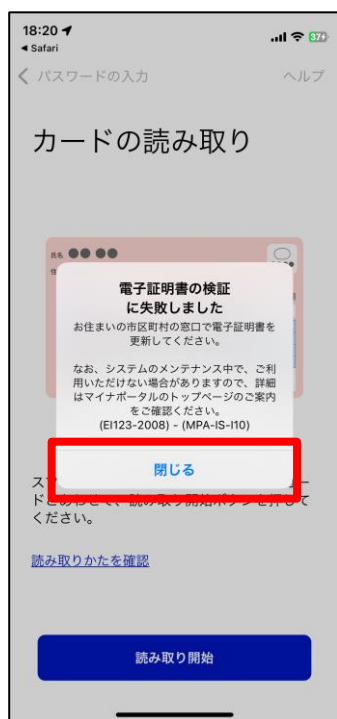 18:20
37
◀ Safari
パスワードの入力 ヘルプ
カードの読み取り
氏名
電子証明書の検証
に失敗しました
お住まいの市区町村の窓口で電子証明書を
更新してください。
なお、システムのメンテナンス中で、ご利
用いただけない場合がありますので、詳細
はマイナポータルのトップページのご案内
をご確認ください。
(EI123-2008) - (MPA-IS-I10)
閉じる
ス
ー
ドをあわせて、読み取り開始ボタンを押して
ください。
読み取りかたを確認
読み取り開始